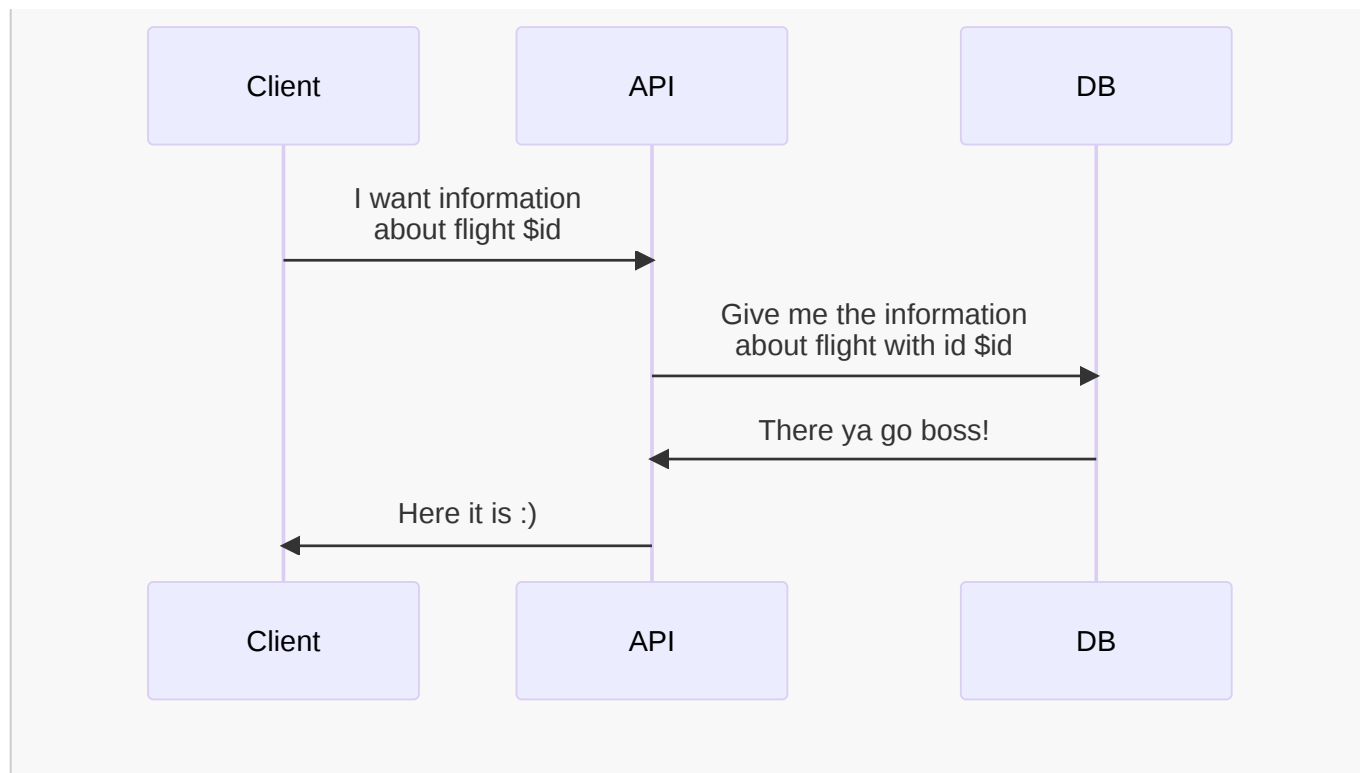 Client
API
DB
I want information
about flight $id
Give me the information
about flight with id $id
There ya go boss!
Here it is :)
Client
API
DB